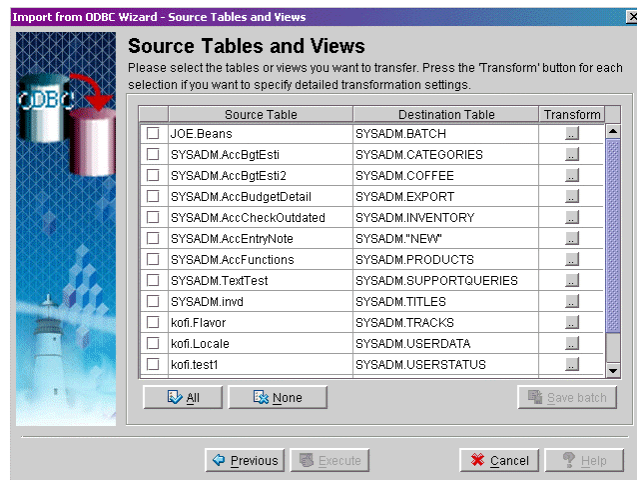 Import from ODBC Wizard - Source Tables and Views
ODBC
Source Tables and Views
Please select the tables or views you want to transfer. Press the 'Transform' button for each
selection if you want to specify detailed transformation settings.
Source Table Destination Table Transform
JOE.Beans SYSADM.BATCH ...
SYSADM.AccBgtEsti SYSADM.CATEGORIES ...
SYSADM.AccBgtEsti2 SYSADM.COFFEE ...
SYSADM.AccBudgetDetail SYSADM.EXPORT ...
SYSADM.AccCheckOutdated SYSADM.INVENTORY ...
SYSADM.AccEntryNote SYSADM."NEW" ...
SYSADM.AccFunctions SYSADM.PRODUCTS ...
SYSADM.TextTest SYSADM.SUPPORTQUERIES ...
SYSADM.invd SYSADM.TITLES ...
kofi.Flavor SYSADM.TRACKS ...
kofi.Locale SYSADM.USERDATA ...
kofi.test1 SYSADM.USERSTATUS ...
All None Save batch
Previous Execute Cancel Help